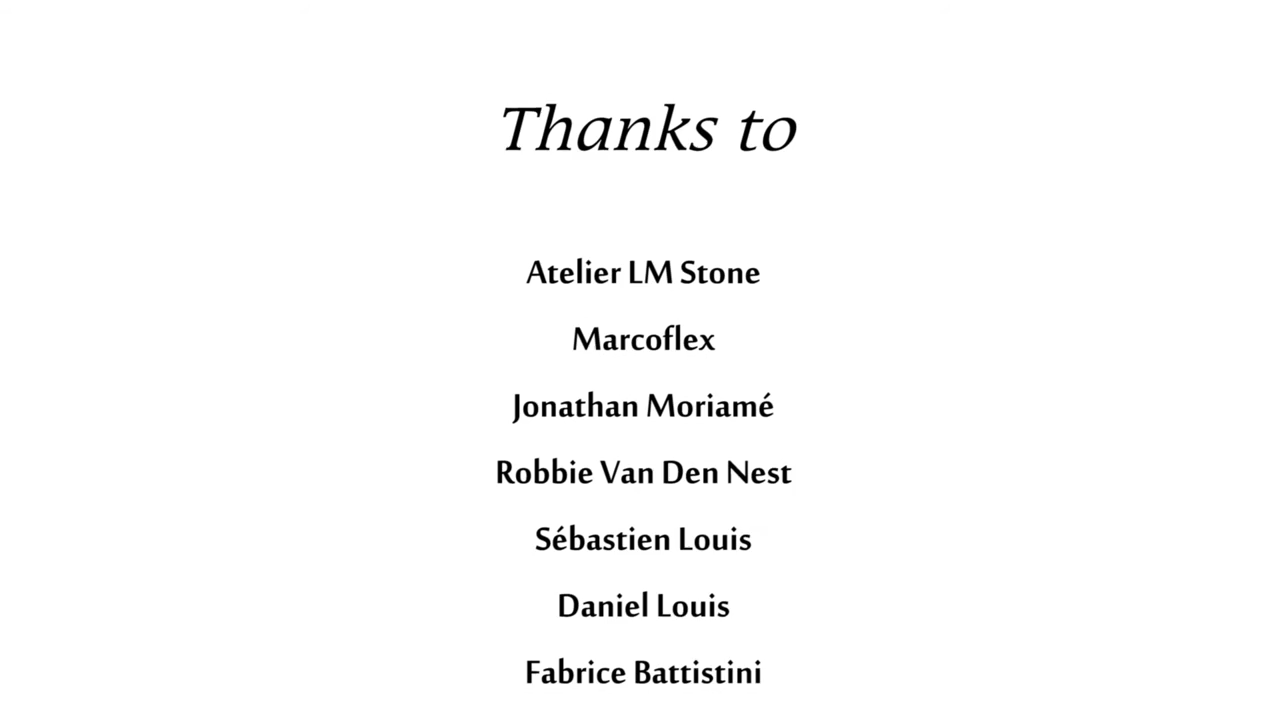 Thanks to
Atelier LM Stone
Marcoflex
Jonathan Moriamé
Robbie Van Den Nest
Sébastien Louis
Daniel Louis
Fabrice Battistini